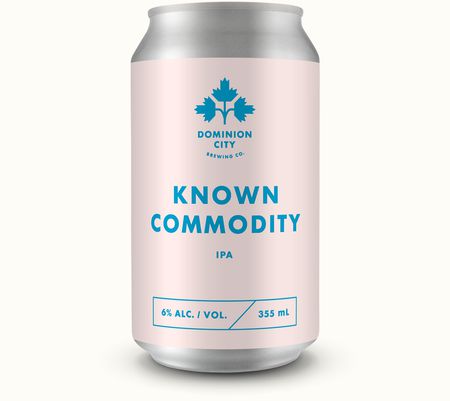 DOMINION
CITY
BREWING CO.
KNOWN
COMMODITY
IPA
6% ALC. / VOL. 355 mL